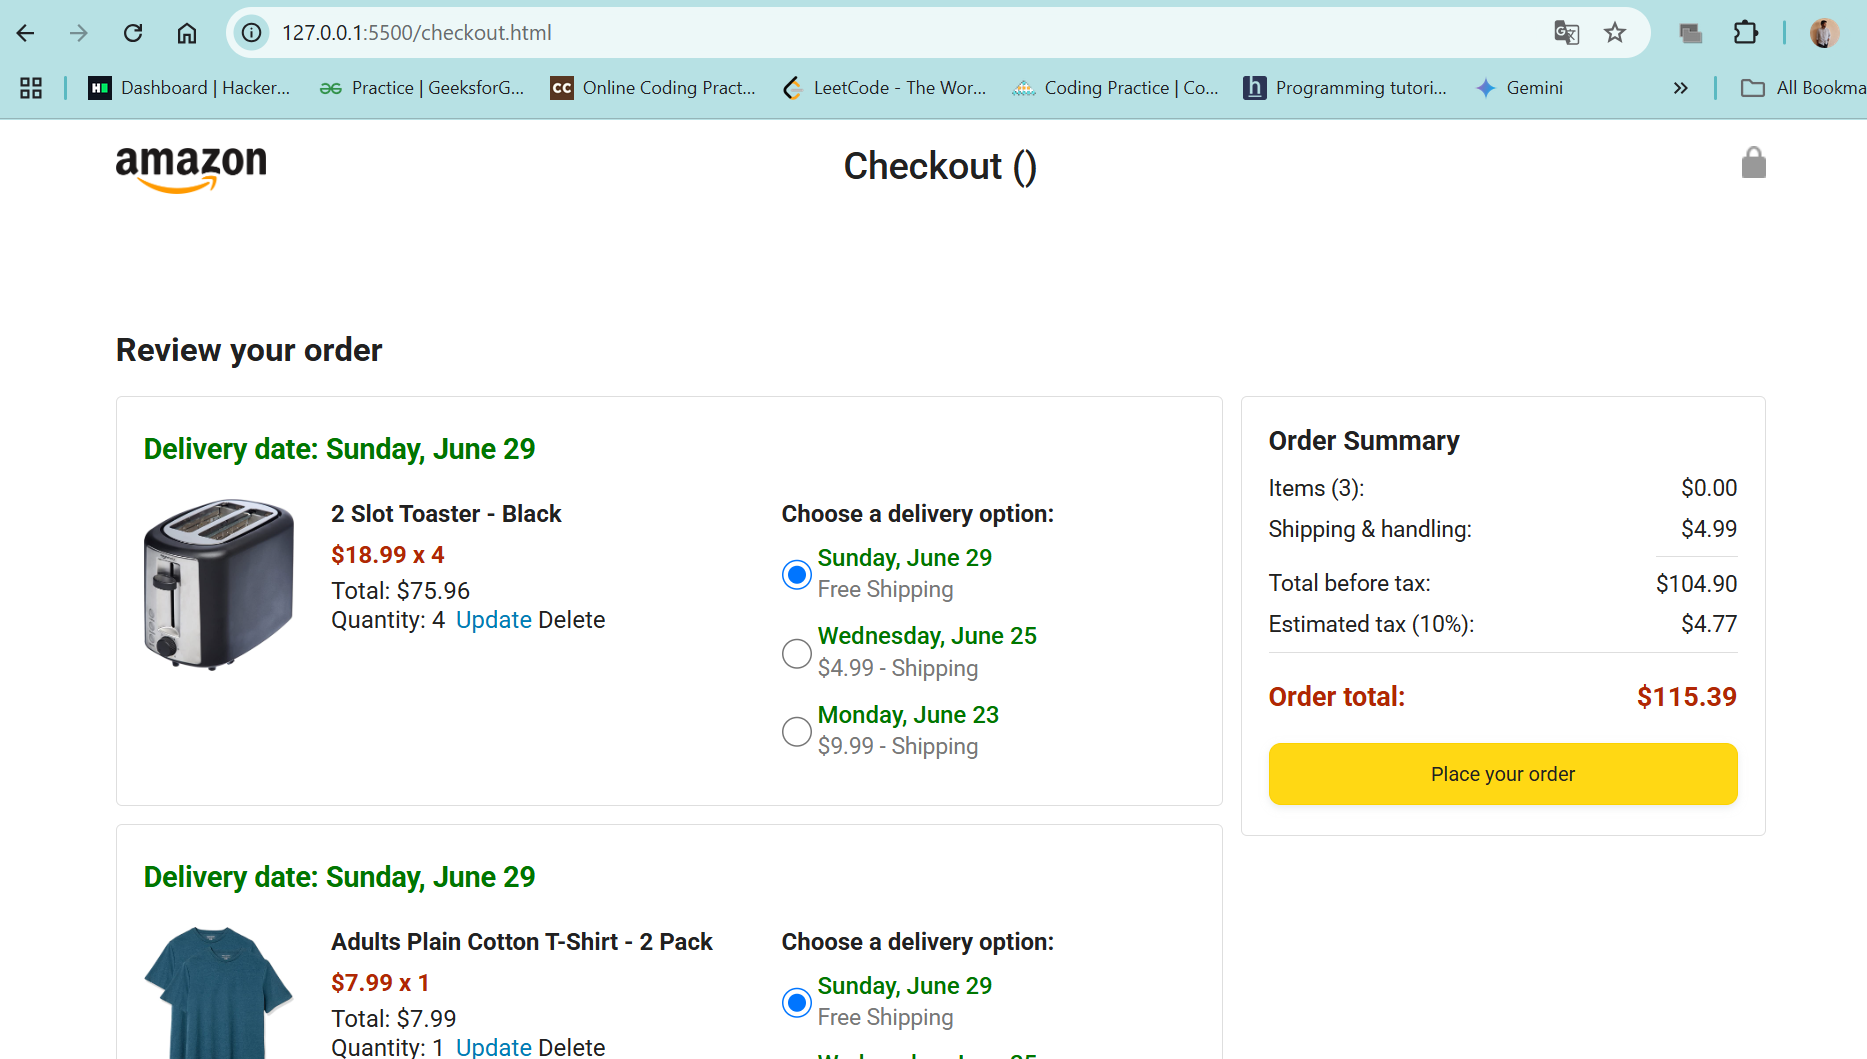 127.0.0.1:5500/checkout.html
Dashboard | Hacker... Practice | GeeksforG... CC Online Coding Pract... LeetCode - The Wor... Coding Practice | Co... h Programming tutori... Gemini » All Bookma
amazon
Checkout ()
Review your order
Delivery date: Sunday, June 29
2 Slot Toaster - Black
$18.99 x 4
Total: $75.96
Quantity: 4 Update Delete
Choose a delivery option:
Sunday, June 29
Free Shipping
Wednesday, June 25
$4.99 - Shipping
Monday, June 23
$9.99 - Shipping
Order Summary
Items (3): $0.00
Shipping & handling: $4.99
Total before tax: $104.90
Estimated tax (10%): $4.77
Order total: $115.39
Place your order
Delivery date: Sunday, June 29
Adults Plain Cotton T-Shirt - 2 Pack
$7.99 x 1
Total: $7.99
Quantity: 1 Update Delete
Choose a delivery option:
Sunday, June 29
Free Shipping